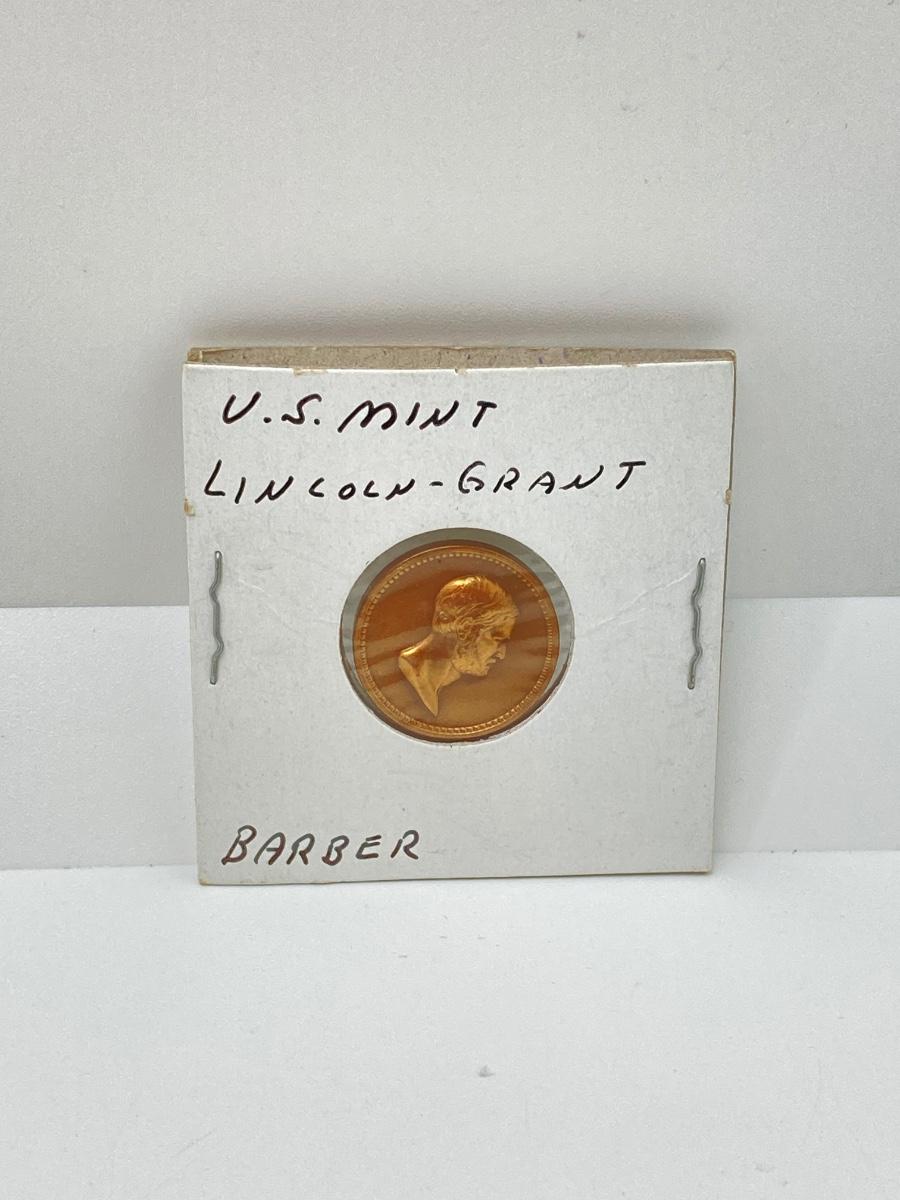 U.S. MINT
LINCOLN-GRANT
BARBER